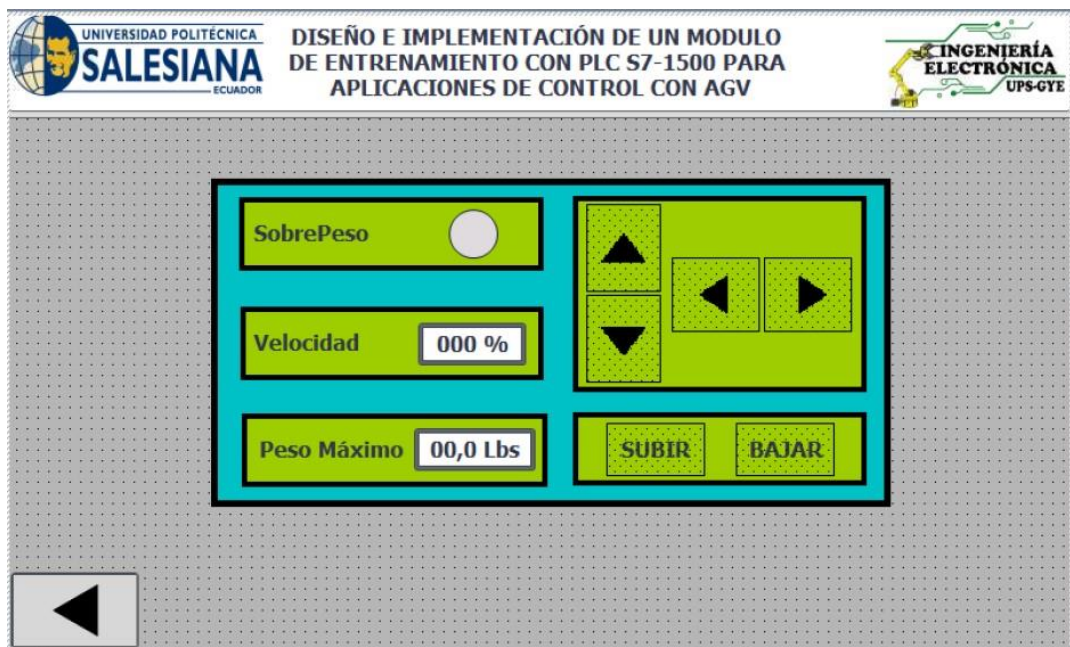 UNIVERSIDAD POLITÉCNICA
SALESIANA
ECUADOR
DISEÑO E IMPLEMENTACIÓN DE UN MODULO
DE ENTRENAMIENTO CON PLC S7-1500 PARA
APLICACIONES DE CONTROL CON AGV
INGENIERÍA
ELECTRÓNICA
UPS-GYE
SobrePeso
Velocidad 000 %
Peso Máximo 00,0 Lbs
SUBIR BAJAR